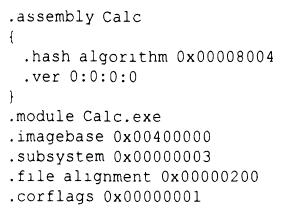 .assembly Calc
{
  .hash algorithm 0x00008004
  .ver 0:0:0:0
}
.module Calc.exe
.imagebase 0x00400000
.subsystem 0x00000003
.file alignment 0x00000200
.corflags 0x00000001